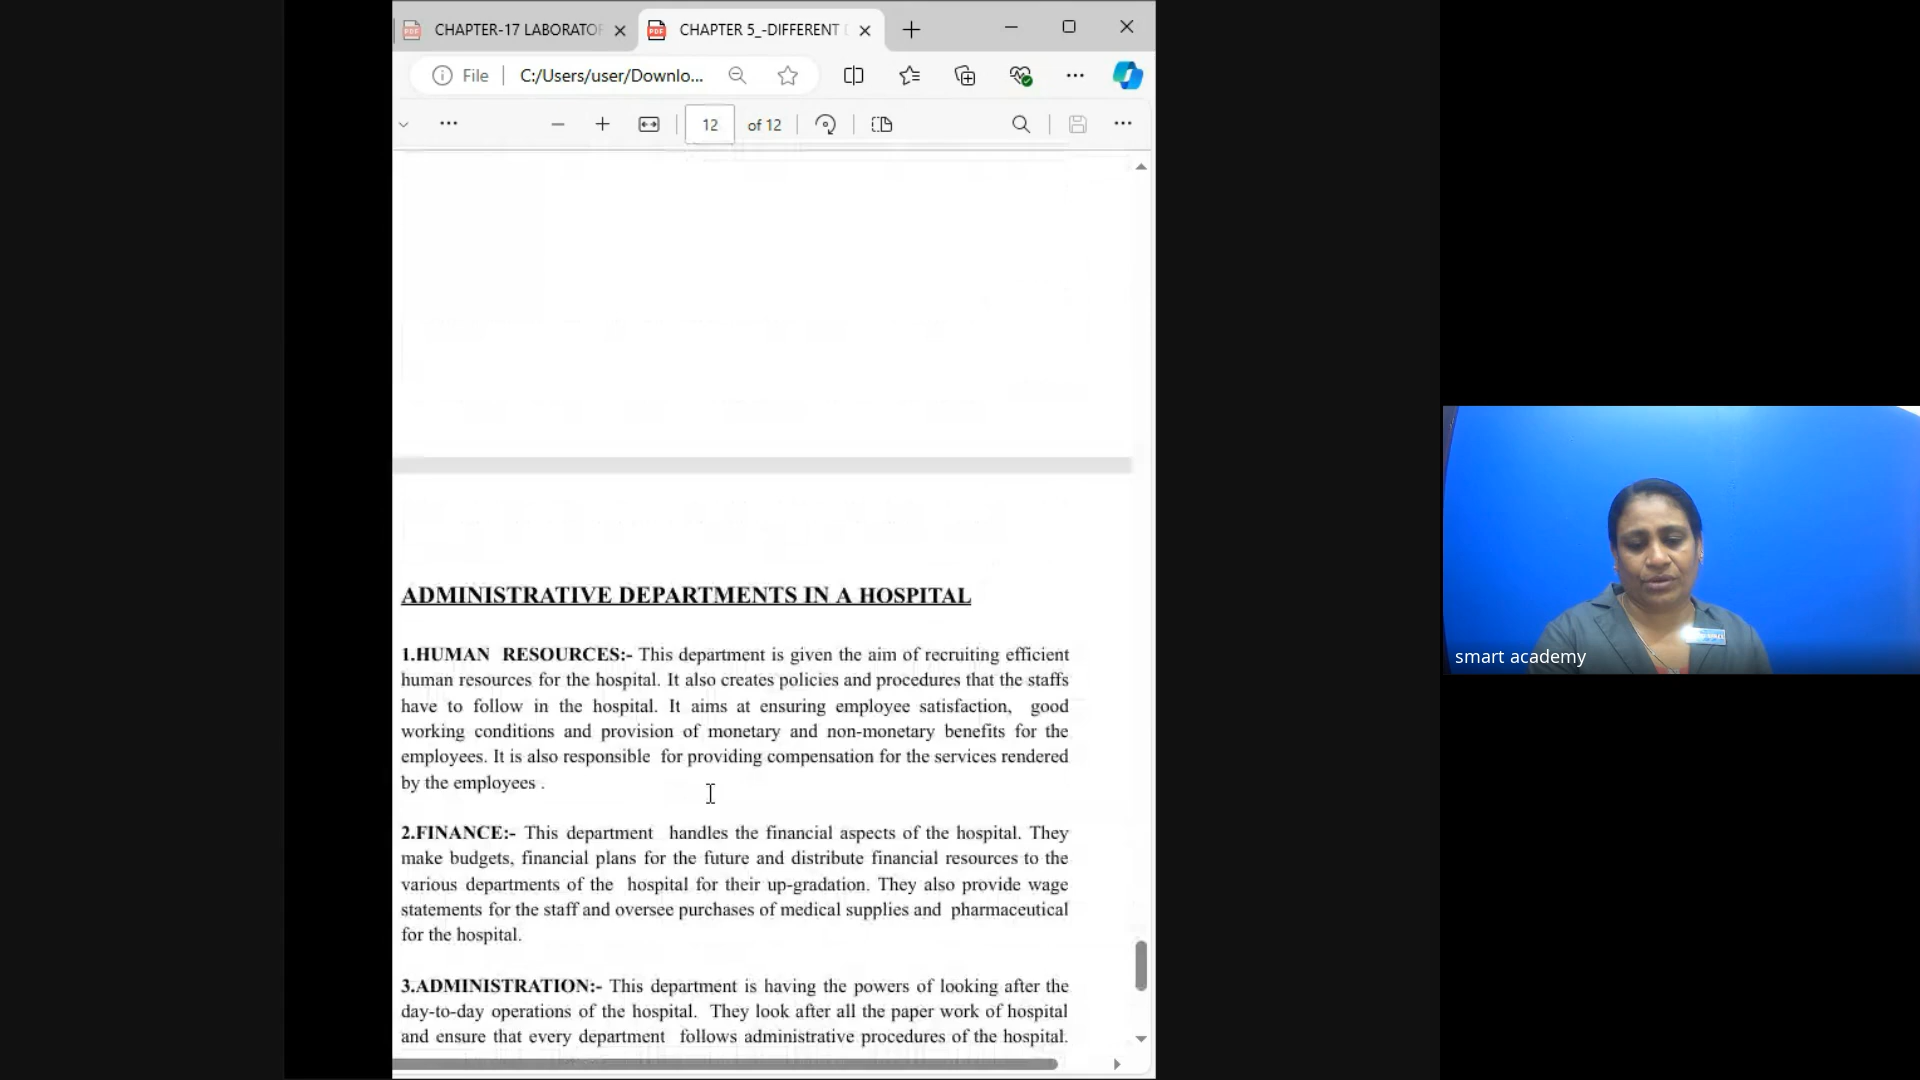 CHAPTER-17 LABORATOR
CHAPTER 5_-DIFFERENT
File
C:/Users/user/Downlo...
12 of 12
ADMINISTRATIVE DEPARTMENTS IN A HOSPITAL
1.HUMAN RESOURCES:- This department is given the aim of recruiting efficient
human resources for the hospital. It also creates policies and procedures that the staffs
have to follow in the hospital. It aims at ensuring employee satisfaction, good
working conditions and provision of monetary and non-monetary benefits for the
employees. It is also responsible for providing compensation for the services rendered
by the employees .
2.FINANCE:- This department handles the financial aspects of the hospital. They
make budgets, financial plans for the future and distribute financial resources to the
various departments of the hospital for their up-gradation. They also provide wage
statements for the staff and oversee purchases of medical supplies and pharmaceutical
for the hospital.
3.ADMINISTRATION:- This department is having the powers of looking after the
day-to-day operations of the hospital. They look after all the paper work of hospital
and ensure that every department follows administrative procedures of the hospital.
smart academy